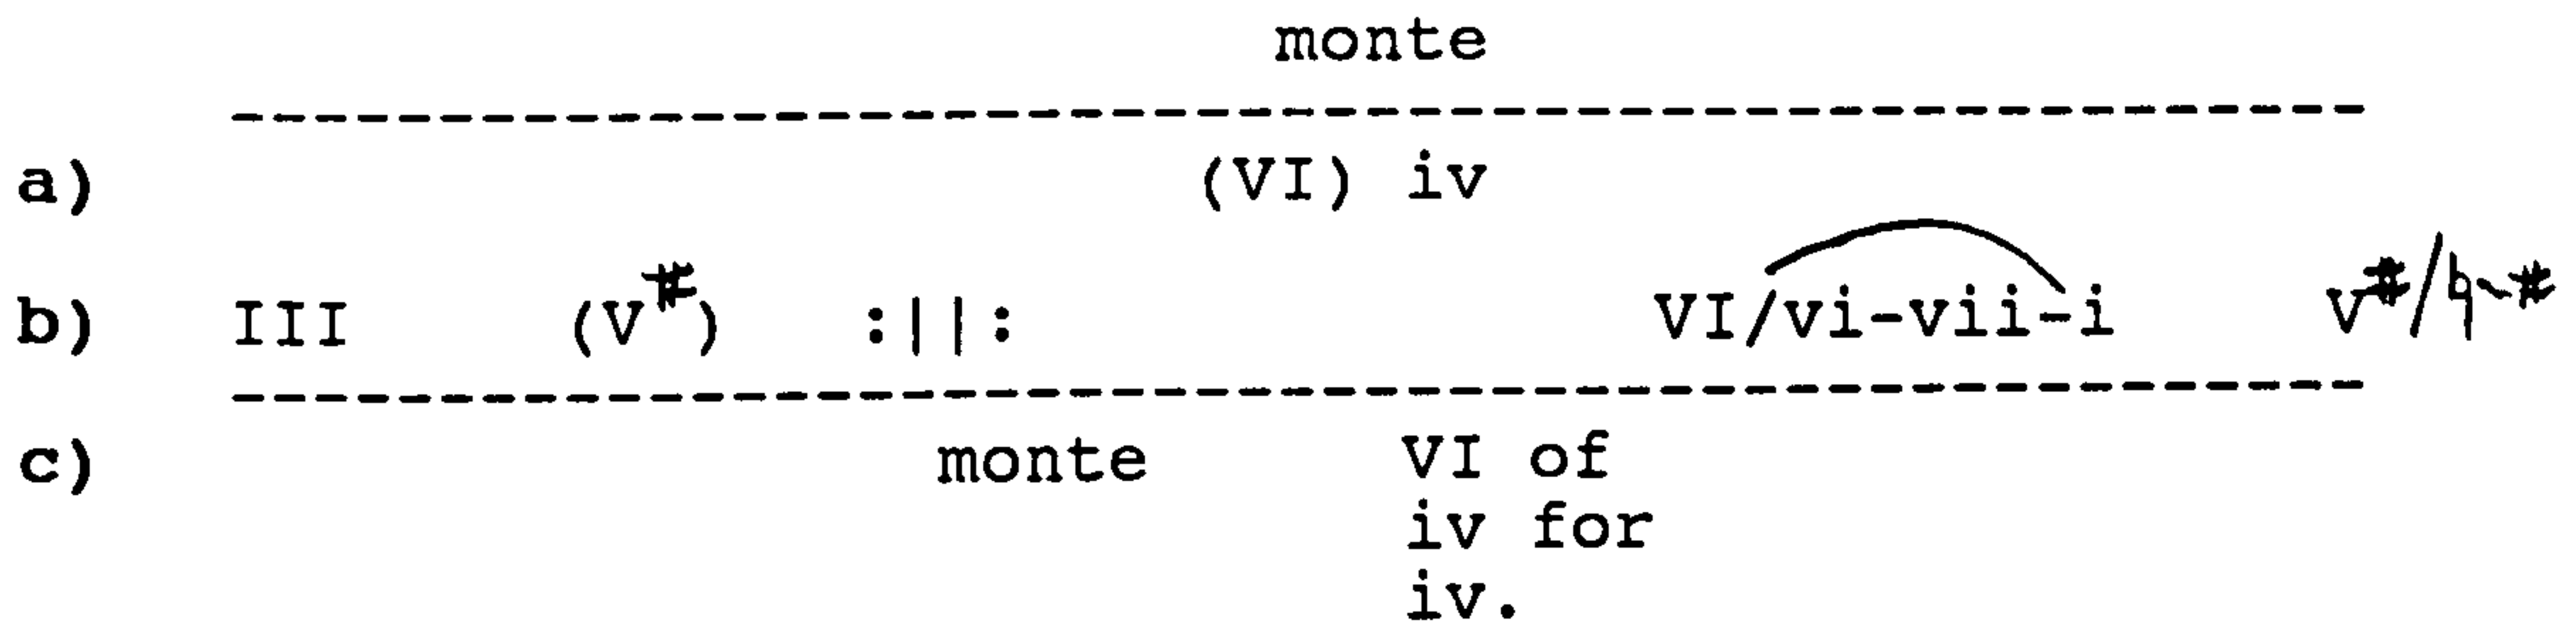 monte
a) (VI) iv
b) III (V#) :||: VI/vi-vii-i V#/♮-#
c) monte VI of
iv for
iv.